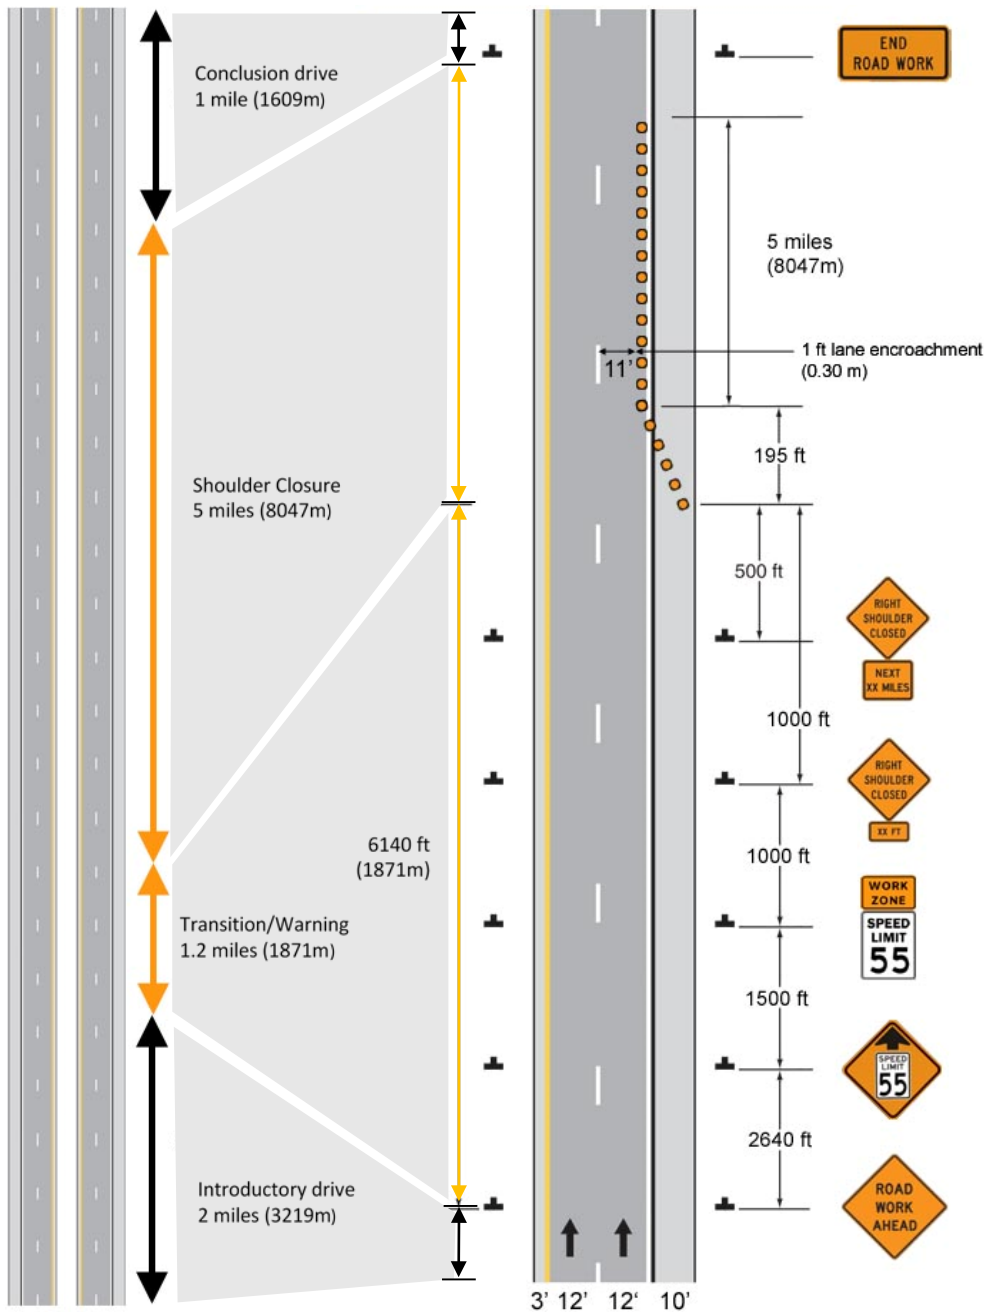 Conclusion drive
1 mile (1609m)
Shoulder Closure
5 miles (8047m)
6140 ft
(1871m)
Transition/Warning
1.2 miles (1871m)
Introductory drive
2 miles (3219m)
END
ROAD WORK
5 miles
(8047m)
1 ft lane encroachment
(0.30 m)
11'
195 ft
500 ft
RIGHT
SHOULDER
CLOSED
NEXT
XX MILES
1000 ft
RIGHT
SHOULDER
CLOSED
XX FT
1000 ft
WORK
ZONE
SPEED
LIMIT
55
1500 ft
SPEED
LIMIT
55
2640 ft
ROAD
WORK
AHEAD
3' 12' 12' 10'